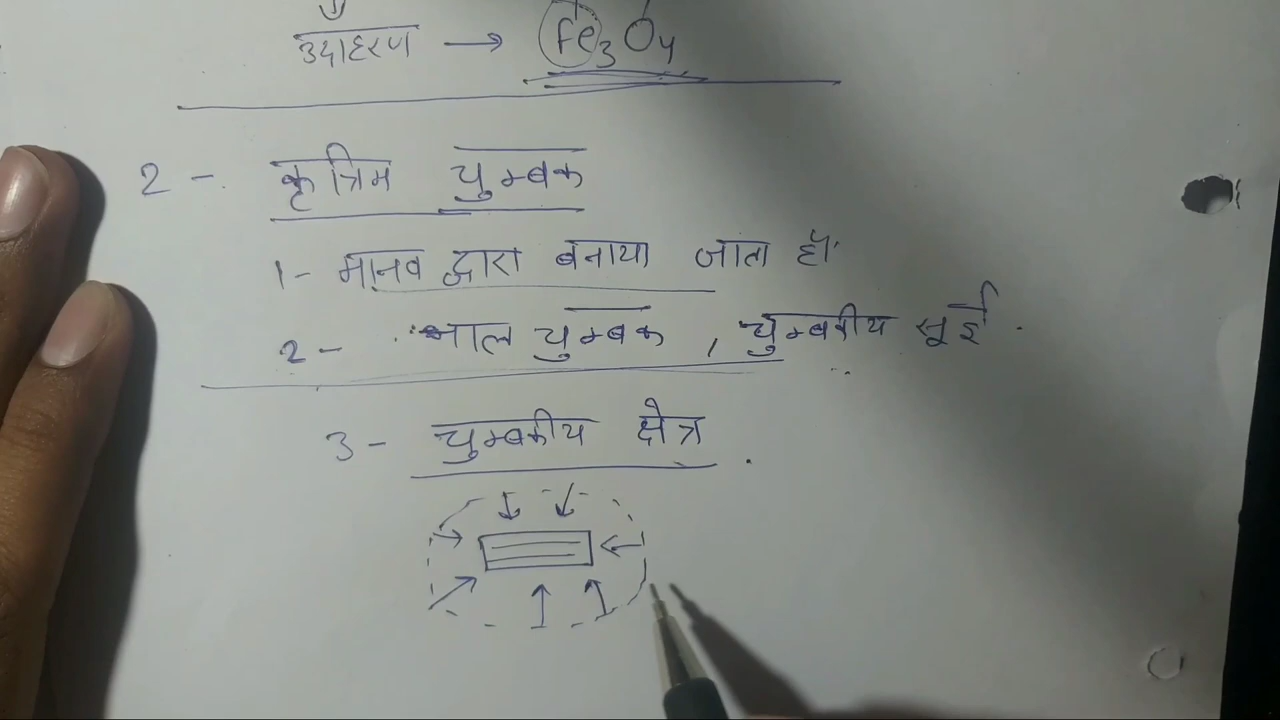 उदाहरण → Fe₃O₄
2 - कृत्रिम चुम्बक
1 - मानव द्वारा बनाया जाता है।
2 - नाल चुम्बक , चुम्बकीय सूई .
3 - चुम्बकीय क्षेत्र .